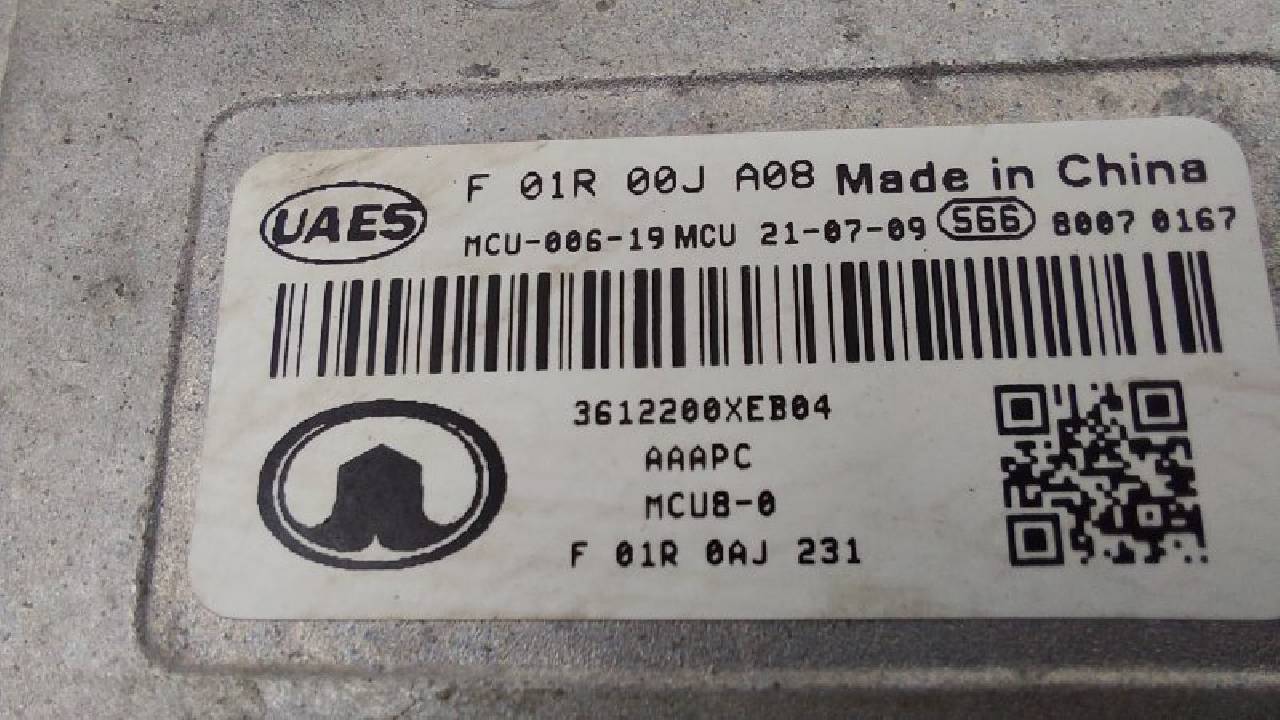 UAES
F 01R 00J A08 Made in China
MCU-006-19 MCU 21-07-09 S66 8007 0167
3612200XEB04
AAAPC
MCU8-0
F 01R 0AJ 231